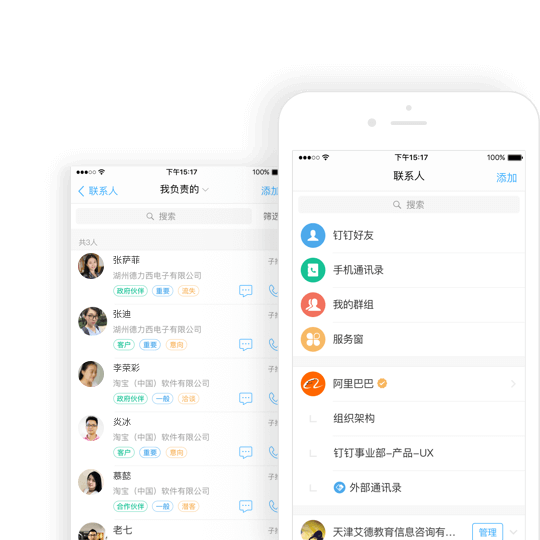 下午15:17
100%
联系人
我负责的
添加
搜索
筛选
共3人
张萨菲
湖州德力西电子有限公司
政府伙伴
重要
流失
张迪
湖州德力西电子有限公司
客户
重要
意向
李荣彩
淘宝（中国）软件有限公司
政府伙伴
一般
洽谈
炎冰
淘宝（中国）软件有限公司
客户
重要
意向
慕懿
淘宝（中国）软件有限公司
合作伙伴
一般
潜客
老七
下午15:17
100%
联系人
添加
搜索
钉钉好友
手机通讯录
我的群组
服务窗
阿里巴巴
组织架构
钉钉事业部-产品-UX
外部通讯录
天津艾德教育信息咨询有...
管理